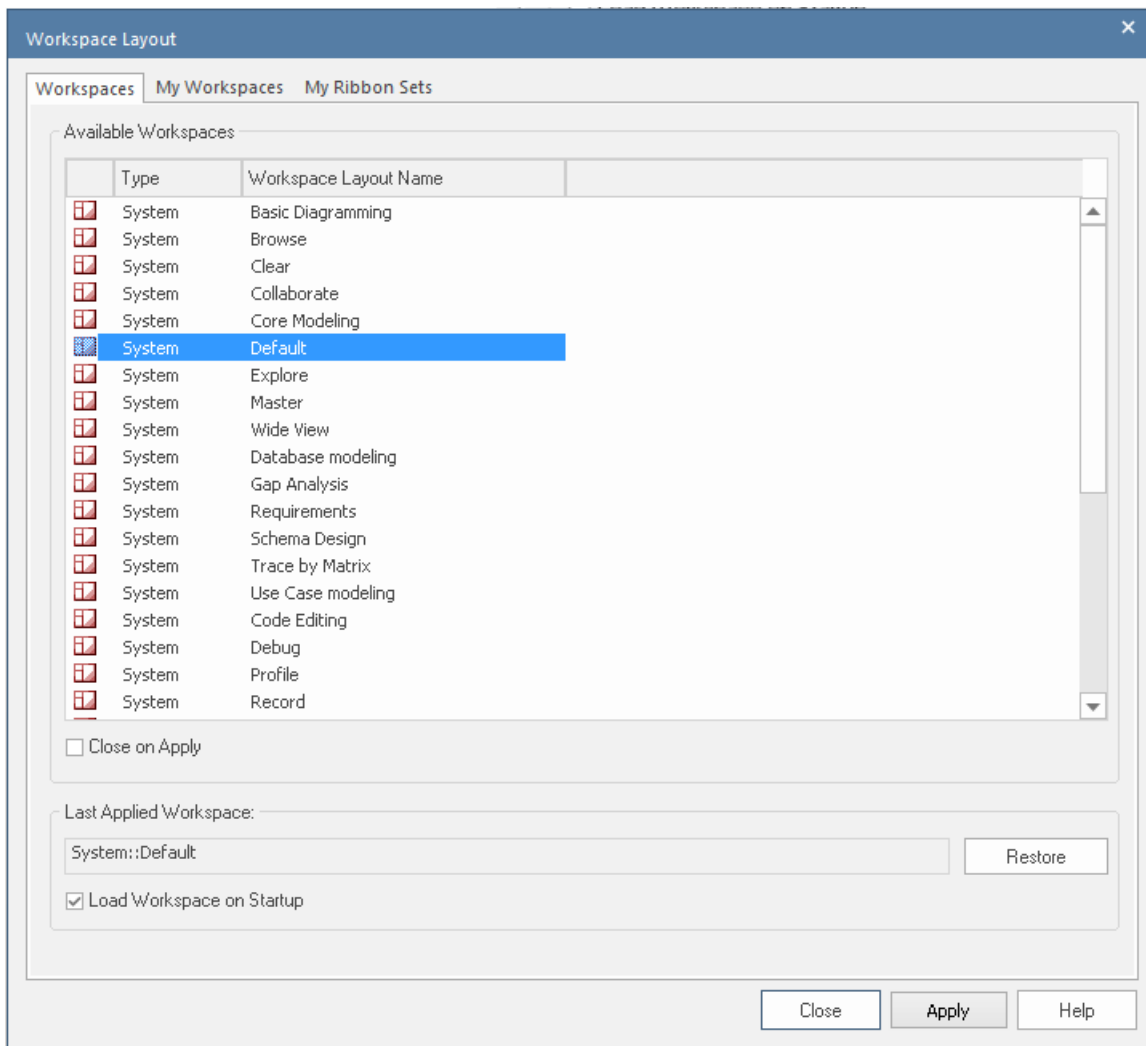 Workspace Layout
Workspaces My Workspaces My Ribbon Sets
Available Workspaces
Type Workspace Layout Name
System Basic Diagramming
System Browse
System Clear
System Collaborate
System Core Modeling
System Default
System Explore
System Master
System Wide View
System Database modeling
System Gap Analysis
System Requirements
System Schema Design
System Trace by Matrix
System Use Case modeling
System Code Editing
System Debug
System Profile
System Record
Close on Apply
Last Applied Workspace:
System::Default Restore
Load Workspace on Startup
Close Apply Help